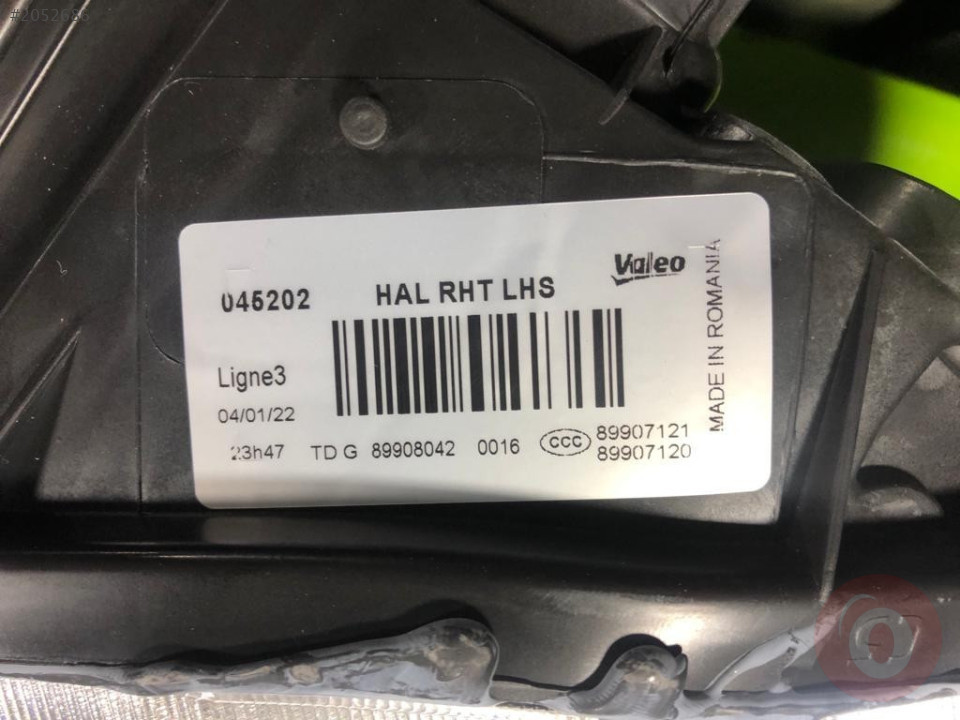 045202 HAL RHT LHS Valeo
Ligne3
04/01/22
23h47 TD G 89908042 0016 CCC 89907121
89907120
MADE IN ROMANIA